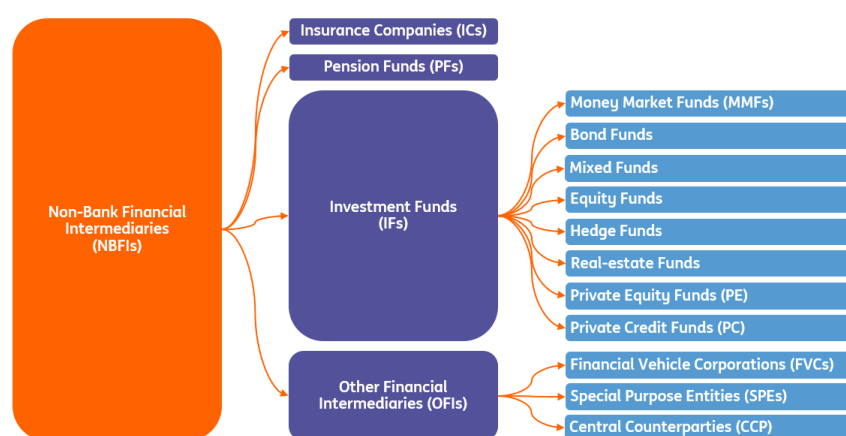 Non-Bank Financial
Intermediaries
(NBFIs)
Insurance Companies (ICs)
Pension Funds (PFs)
Investment Funds
(IFs)
Other Financial
Intermediaries (OFIs)
Money Market Funds (MMFs)
Bond Funds
Mixed Funds
Equity Funds
Hedge Funds
Real-estate Funds
Private Equity Funds (PE)
Private Credit Funds (PC)
Financial Vehicle Corporations (FVCs)
Special Purpose Entities (SPEs)
Central Counterparties (CCP)